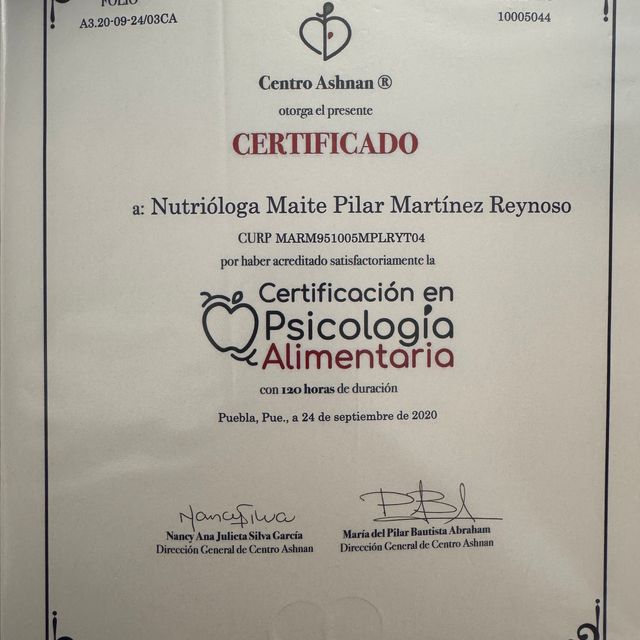 FOLIO
A3.20-09-24/03CA
10005044
Centro Ashnan ®
otorga el presente
CERTIFICADO
a: Nutrióloga Maite Pilar Martínez Reynoso
CURP MARM951005MPLRYT04
por haber acreditado satisfactoriamente la
Certificación en
Psicología
Alimentaria
con 120 horas de duración
Puebla, Pue., a 24 de septiembre de 2020
NancySilva
Nancy Ana Julieta Silva García
Dirección General de Centro Ashnan
María del Pilar Bautista Abraham
Dirección General de Centro Ashnan